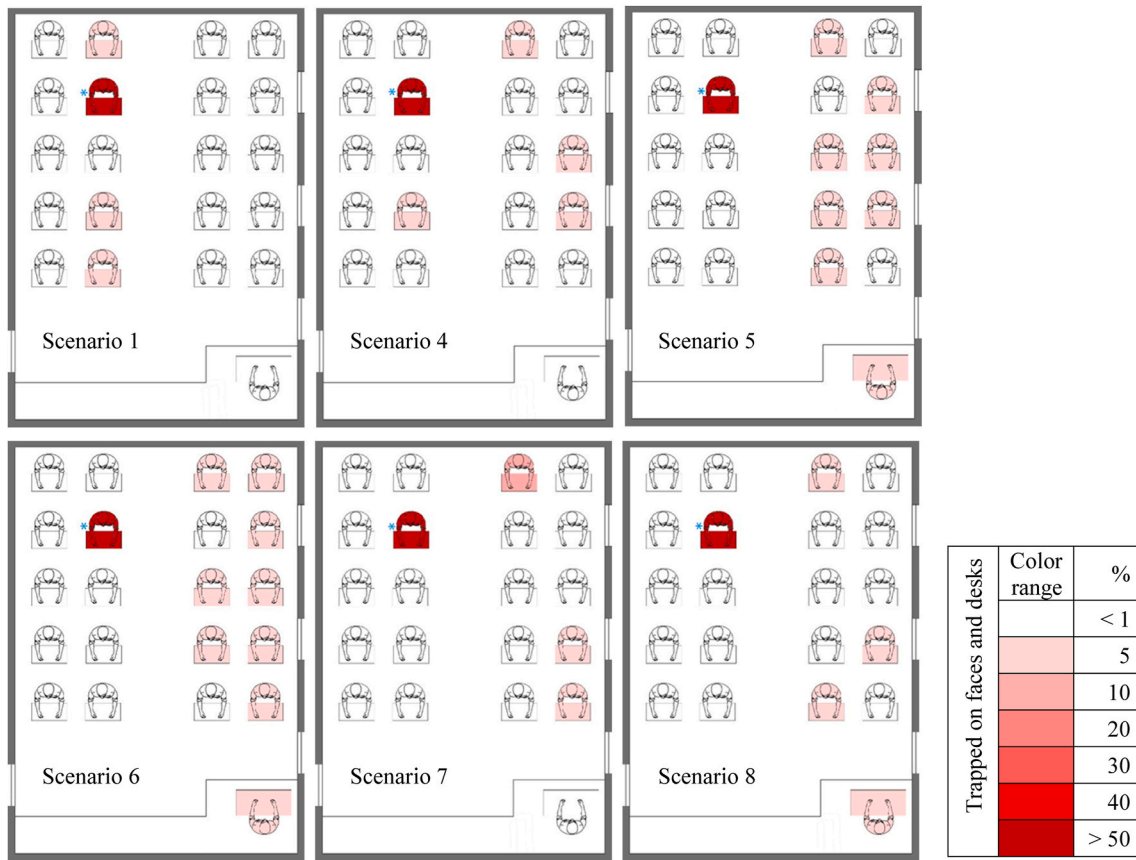 Scenario 1
Scenario 4
Scenario 5
Scenario 6
Scenario 7
Scenario 8
*
*
*
*
*
*
Trapped on faces and desks
Color range %
< 1
5
10
20
30
40
> 50